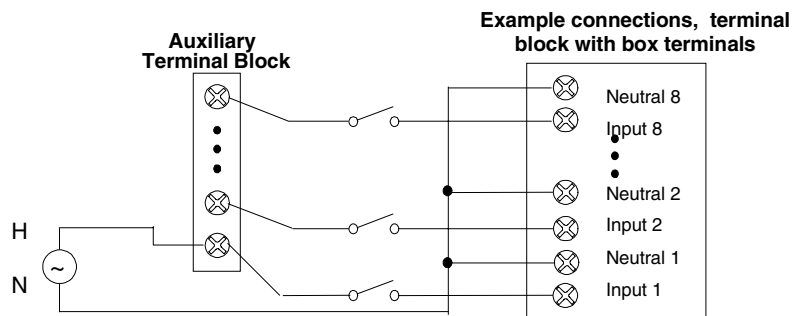 Example connections, terminal
block with box terminals
Auxiliary
Terminal Block
Neutral 8
Input 8
Neutral 2
Input 2
Neutral 1
Input 1
H
~
N